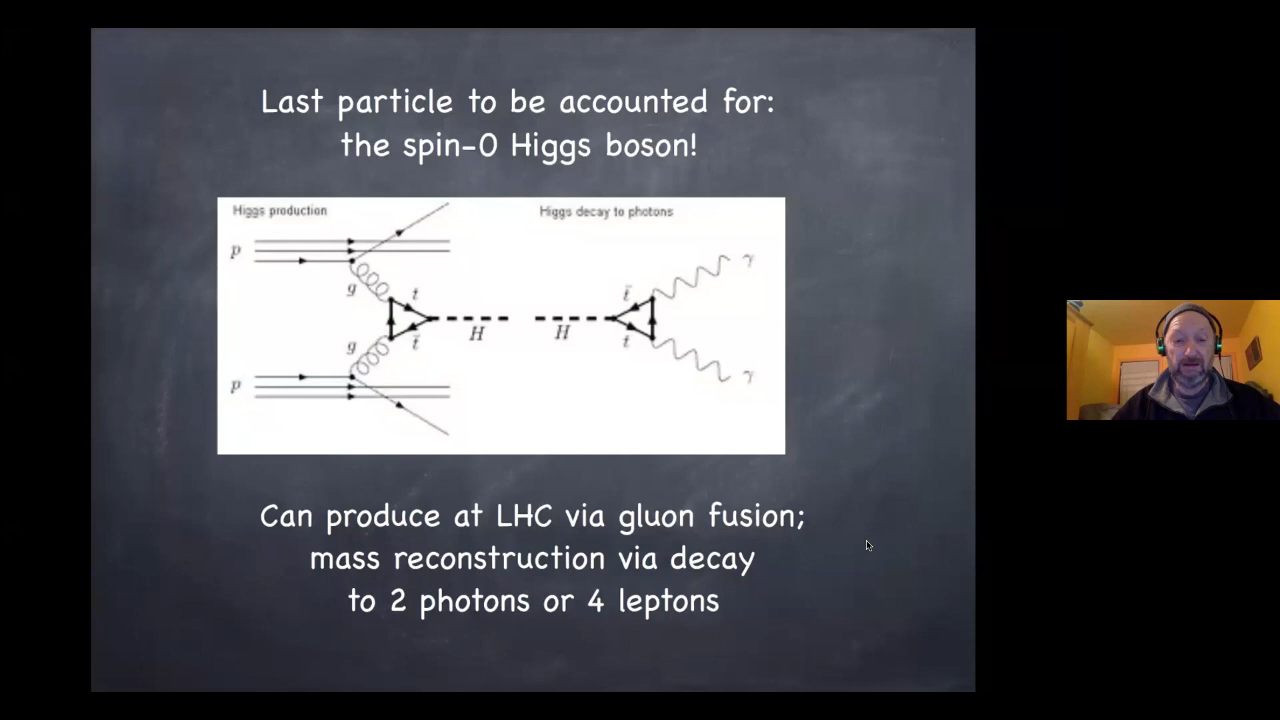 Last particle to be accounted for:
the spin-0 Higgs boson!
Higgs production
Higgs decay to photons
p
g
t
t̄
H
g
p
H
t̄
t
γ
γ
Can produce at LHC via gluon fusion;
mass reconstruction via decay
to 2 photons or 4 leptons